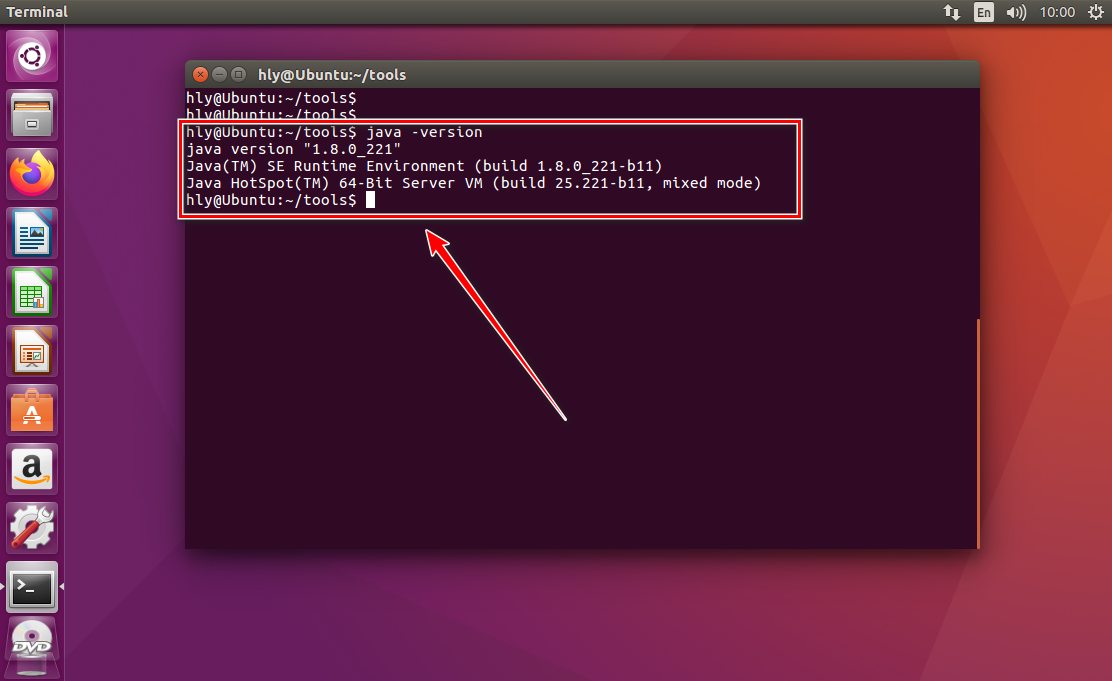 Terminal
En
10:00
hly@Ubuntu:~/tools
hly@Ubuntu:~/tools$
hly@Ubuntu:~/tools$
hly@Ubuntu:~/tools$ java -version
java version "1.8.0_221"
Java(TM) SE Runtime Environment (build 1.8.0_221-b11)
Java HotSpot(TM) 64-Bit Server VM (build 25.221-b11, mixed mode)
hly@Ubuntu:~/tools$
A
a
>_
DVD